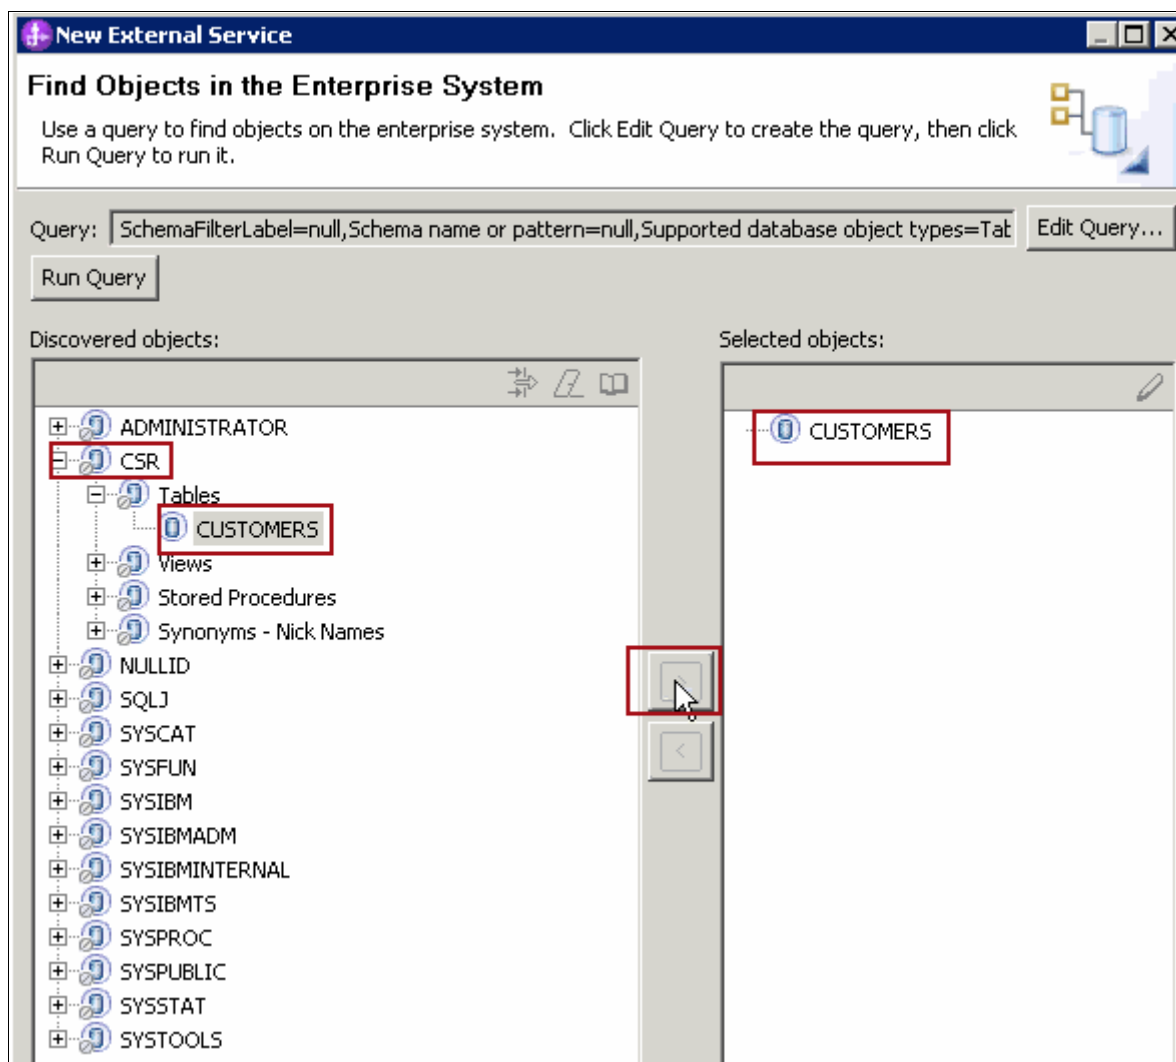 New External Service
Find Objects in the Enterprise System
Use a query to find objects on the enterprise system. Click Edit Query to create the query, then click
Run Query to run it.
Query: SchemaFilterLabel=null,Schema name or pattern=null,Supported database object types=Tab Edit Query...
Run Query
Discovered objects: Selected objects:
ADMINISTRATOR
CUSTOMERS
CSR
Tables
CUSTOMERS
Views
Stored Procedures
Synonyms - Nick Names
NULLID
SQLJ
SYSCAT
SYSFUN
SYSIBM
SYSIBMADM
SYSIBMINTERNAL
SYSIBMTS
SYSPROC
SYSPUBLIC
SYSSTAT
SYSTOOLS